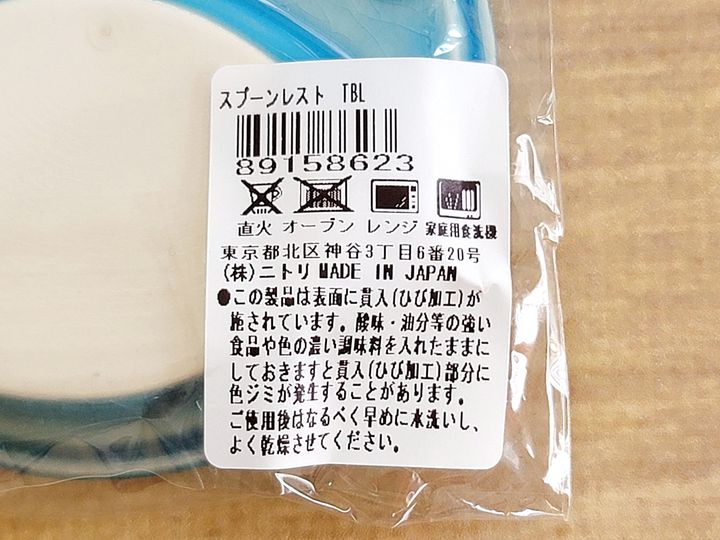 スプーンレスト TBL
89158623
直火 オーブン レンジ 家庭用食洗機
東京都北区神谷3丁目6番20号
(株)ニトリ MADE IN JAPAN
●この製品は表面に貫入(ひび加工)が
施されています。酸味・油分等の強い
食品や色の濃い調味料を入れたままに
しておきますと貫入(ひび加工)部分に
色ジミが発生することがあります。
ご使用後はなるべく早めに水洗いし、
よく乾燥させてください。